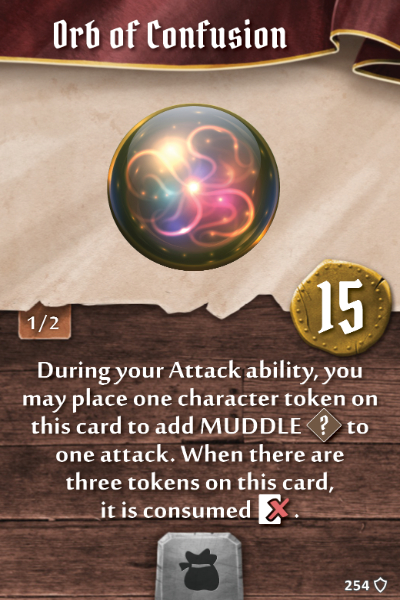 Orb of Confusion
15
1/2
During your Attack ability, you
may place one character token on
this card to add MUDDLE ? to
one attack. When there are
three tokens on this card,
it is consumed X.
254